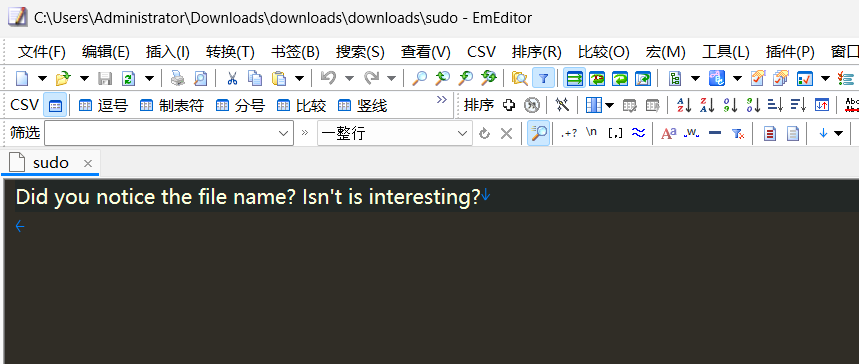 C:\Users\Administrator\Downloads\downloads\downloads\sudo - EmEditor
文件(F) 编辑(E) 插入(I) 转换(T) 书签(B) 搜索(S) 查看(V) CSV 排序(R) 比较(O) 宏(M) 工具(L) 插件(P) 窗口
CSV 逗号 制表符 分号 比较 竖线 » 排序 Abc
筛选 » 一整行 .+? \n [,] Aa .w.
sudo ×
Did you notice the file name? Isn't is interesting?